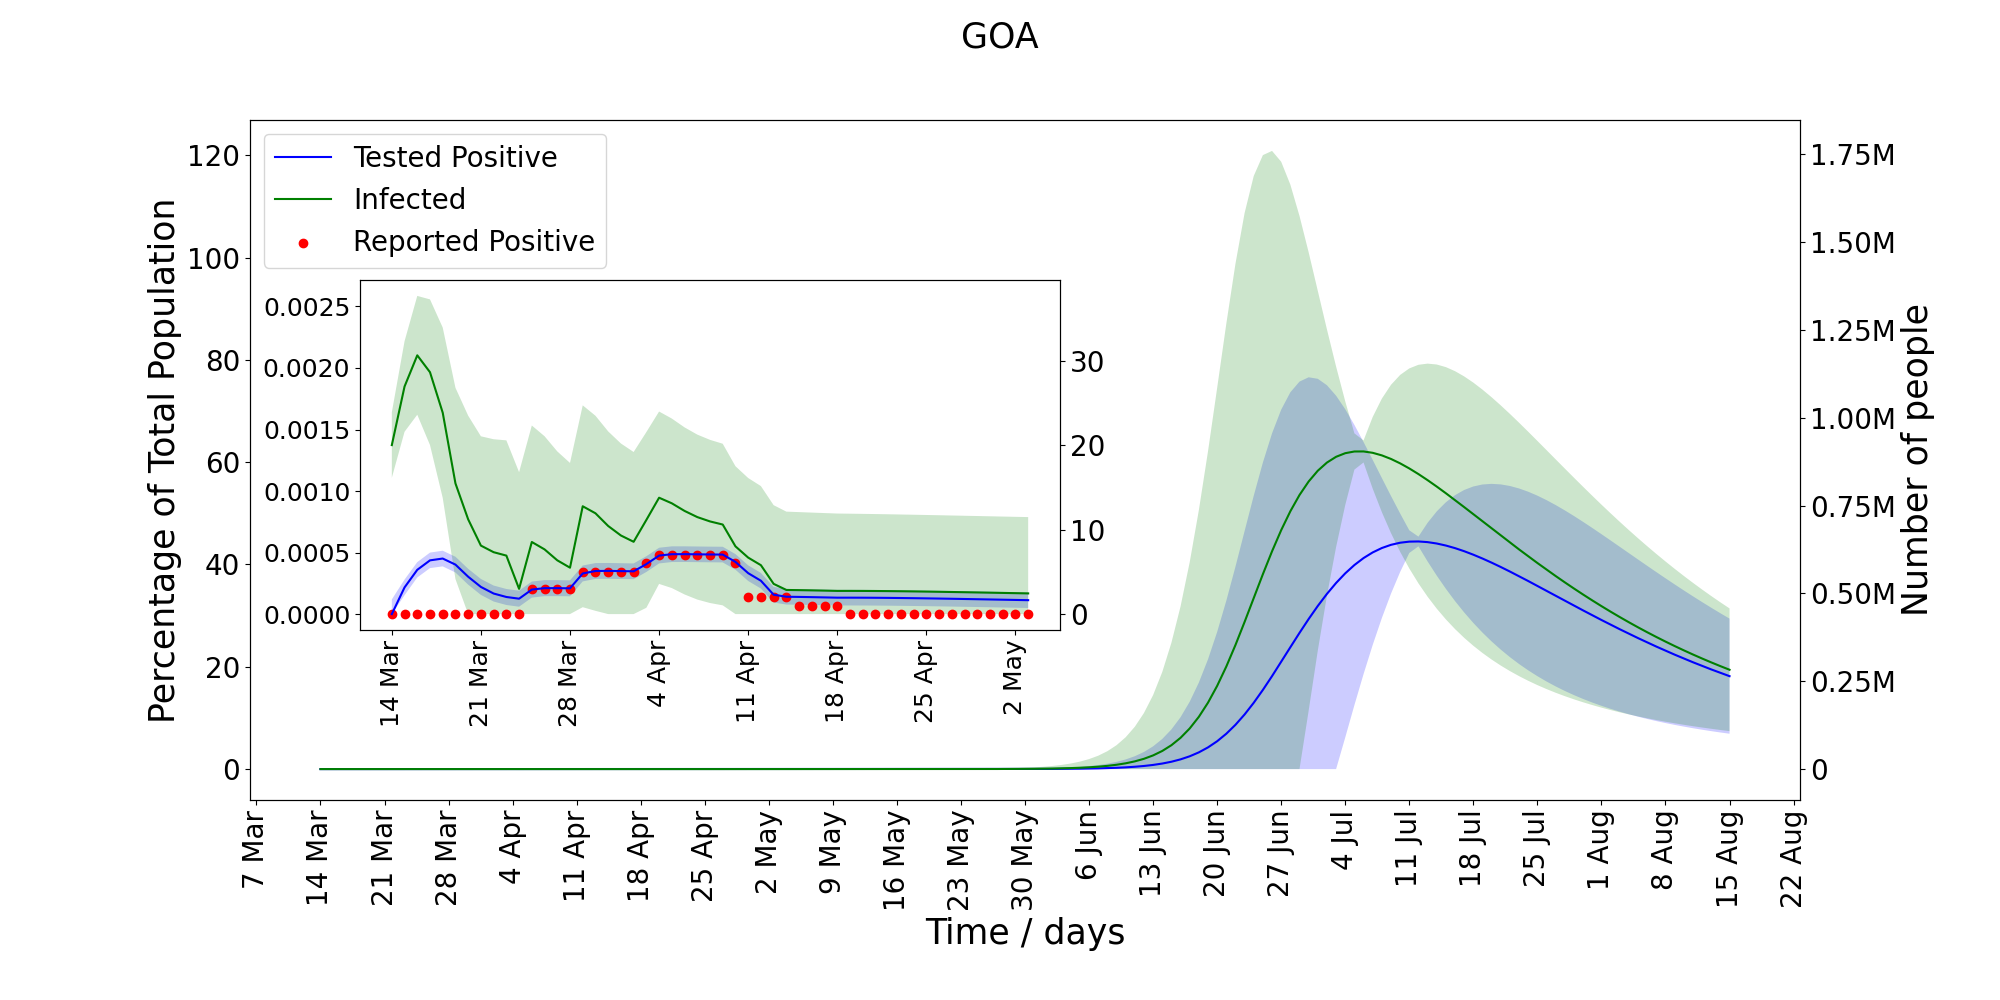 GOA
Tested Positive
Infected
Reported Positive
Percentage of Total Population
120
100
80
60
40
20
0
1.75M
1.50M
1.25M
1.00M
0.75M
0.50M
0.25M
0
Number of people
0.0025
0.0020
0.0015
0.0010
0.0005
0.0000
30
20
10
0
14 Mar
21 Mar
28 Mar
4 Apr
11 Apr
18 Apr
25 Apr
2 May
7 Mar
14 Mar
21 Mar
28 Mar
4 Apr
11 Apr
18 Apr
25 Apr
2 May
9 May
16 May
23 May
30 May
6 Jun
13 Jun
20 Jun
27 Jun
4 Jul
11 Jul
18 Jul
25 Jul
1 Aug
8 Aug
15 Aug
22 Aug
Time / days